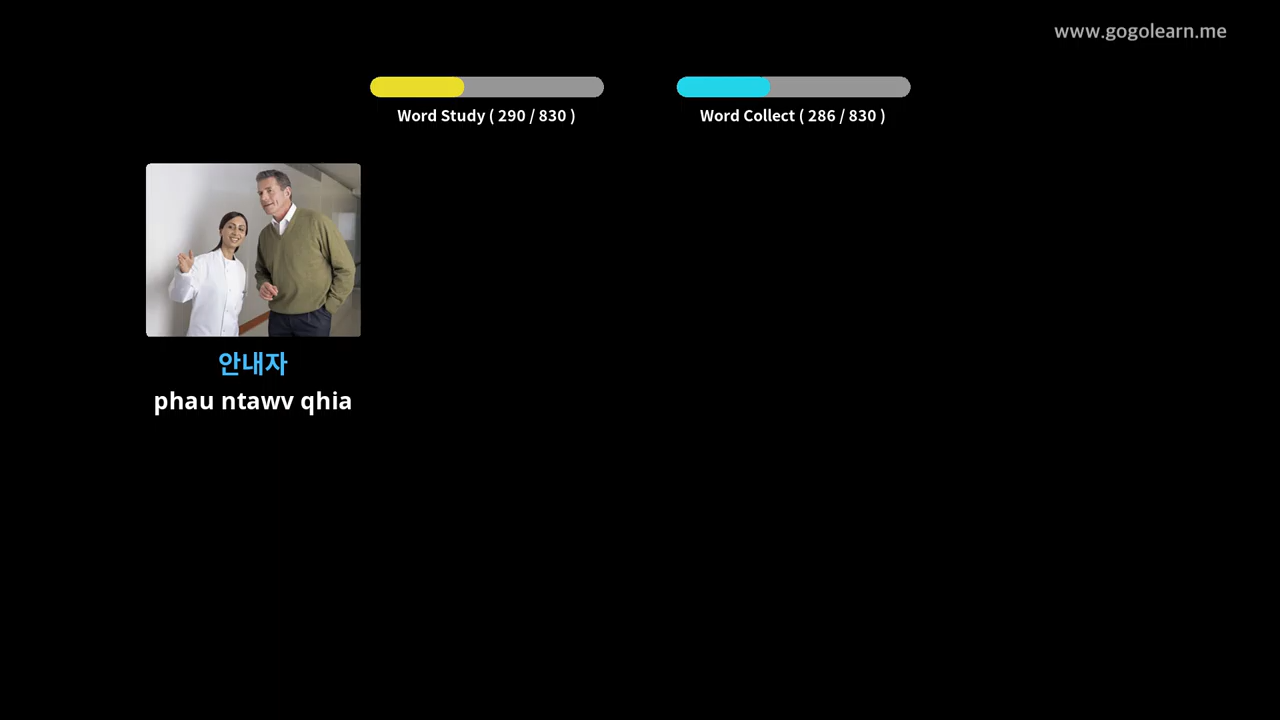 www.gogolearn.me
Word Study ( 290 / 830 )
Word Collect ( 286 / 830 )
안내자
phau ntawv qhia